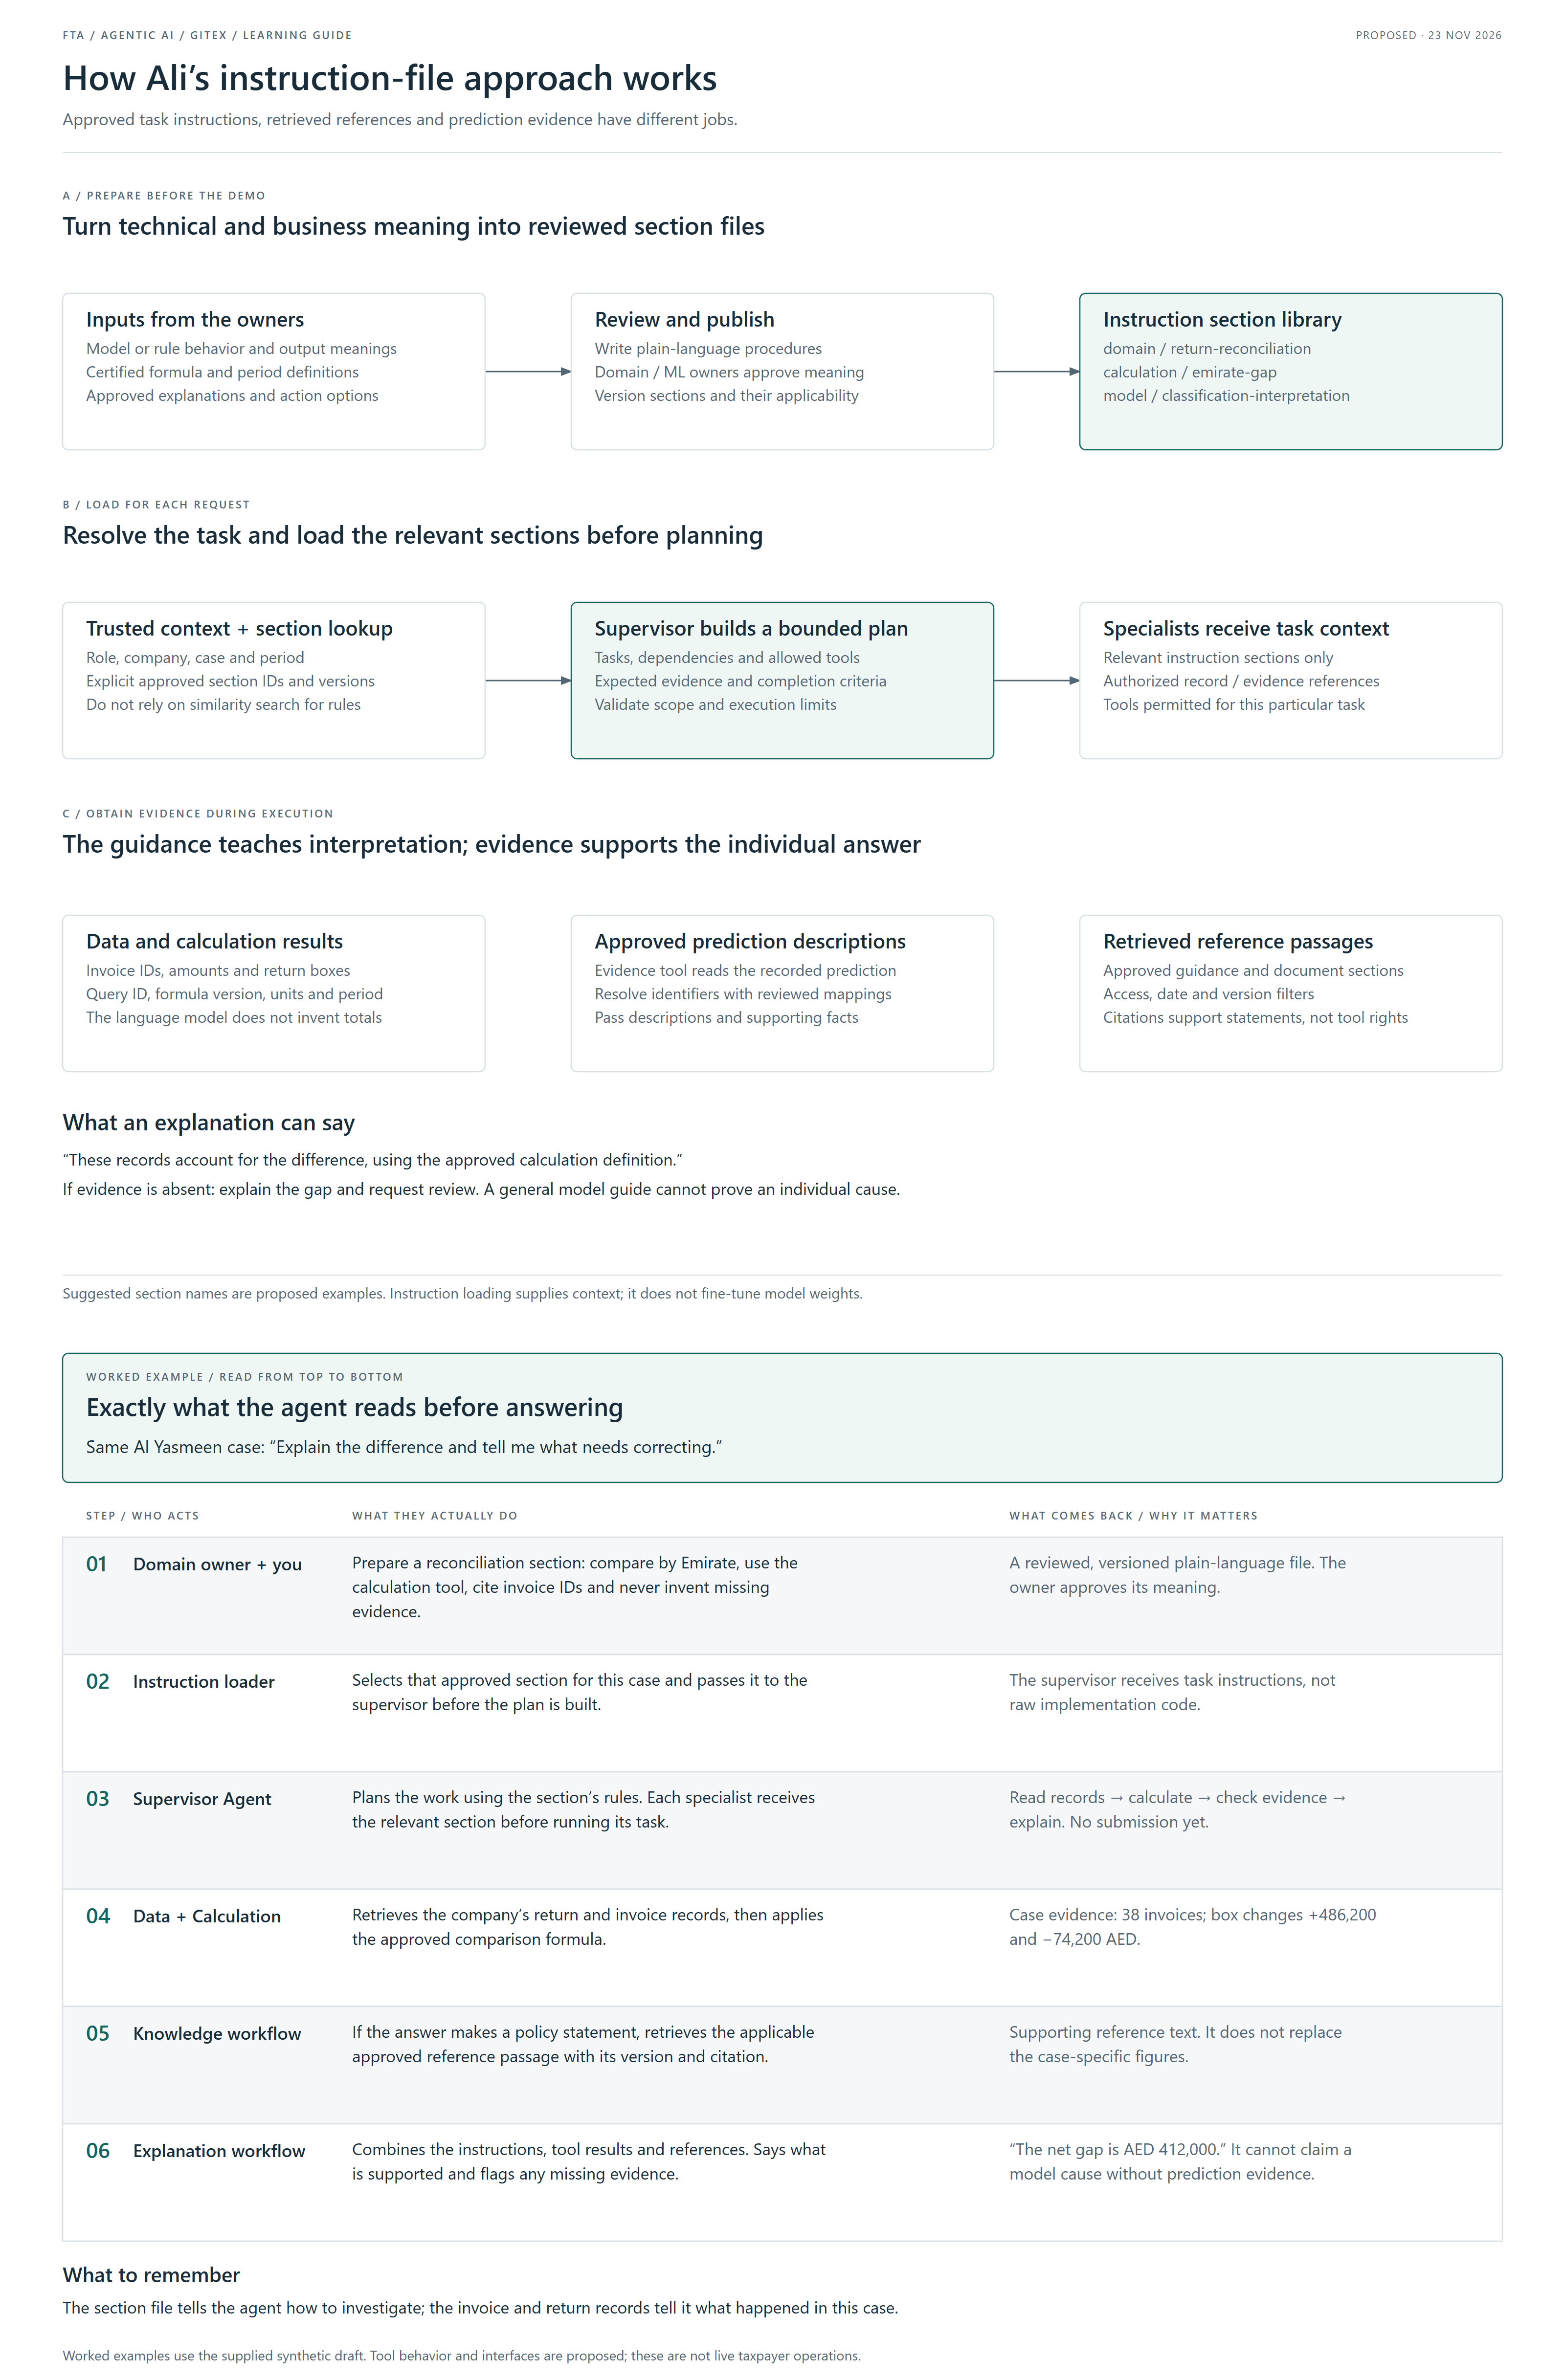 FTA / AGENTIC AI / GITEX / LEARNING GUIDE
PROPOSED · 23 NOV 2026
How Ali’s instruction-file approach works
Approved task instructions, retrieved references and prediction evidence have different jobs.
A / PREPARE BEFORE THE DEMO
Turn technical and business meaning into reviewed section files
Inputs from the owners
Model or rule behavior and output meanings
Certified formula and period definitions
Approved explanations and action options
Review and publish
Write plain-language procedures
Domain / ML owners approve meaning
Version sections and their applicability
Instruction section library
domain / return-reconciliation
calculation / emirate-gap
model / classification-interpretation
B / LOAD FOR EACH REQUEST
Resolve the task and load the relevant sections before planning
Trusted context + section lookup
Role, company, case and period
Explicit approved section IDs and versions
Do not rely on similarity search for rules
Supervisor builds a bounded plan
Tasks, dependencies and allowed tools
Expected evidence and completion criteria
Validate scope and execution limits
Specialists receive task context
Relevant instruction sections only
Authorized record / evidence references
Tools permitted for this particular task
C / OBTAIN EVIDENCE DURING EXECUTION
The guidance teaches interpretation; evidence supports the individual answer
Data and calculation results
Invoice IDs, amounts and return boxes
Query ID, formula version, units and period
The language model does not invent totals
Approved prediction descriptions
Evidence tool reads the recorded prediction
Resolve identifiers with reviewed mappings
Pass descriptions and supporting facts
Retrieved reference passages
Approved guidance and document sections
Access, date and version filters
Citations support statements, not tool rights
What an explanation can say
“These records account for the difference, using the approved calculation definition.”
If evidence is absent: explain the gap and request review. A general model guide cannot prove an individual cause.
Suggested section names are proposed examples. Instruction loading supplies context; it does not fine-tune model weights.
WORKED EXAMPLE / READ FROM TOP TO BOTTOM
Exactly what the agent reads before answering
Same Al Yasmeen case: “Explain the difference and tell me what needs correcting.”
STEP / WHO ACTS
WHAT THEY ACTUALLY DO
WHAT COMES BACK / WHY IT MATTERS
01 Domain owner + you
Prepare a reconciliation section: compare by Emirate, use the
calculation tool, cite invoice IDs and never invent missing
evidence.
A reviewed, versioned plain-language file. The
owner approves its meaning.
02 Instruction loader
Selects that approved section for this case and passes it to the
supervisor before the plan is built.
The supervisor receives task instructions, not
raw implementation code.
03 Supervisor Agent
Plans the work using the section’s rules. Each specialist receives
the relevant section before running its task.
Read records → calculate → check evidence →
explain. No submission yet.
04 Data + Calculation
Retrieves the company’s return and invoice records, then applies
the approved comparison formula.
Case evidence: 38 invoices; box changes +486,200
and −74,200 AED.
05 Knowledge workflow
If the answer makes a policy statement, retrieves the applicable
approved reference passage with its version and citation.
Supporting reference text. It does not replace
the case-specific figures.
06 Explanation workflow
Combines the instructions, tool results and references. Says what
is supported and flags any missing evidence.
“The net gap is AED 412,000.” It cannot claim a
model cause without prediction evidence.
What to remember
The section file tells the agent how to investigate; the invoice and return records tell it what happened in this case.
Worked examples use the supplied synthetic draft. Tool behavior and interfaces are proposed; these are not live taxpayer operations.